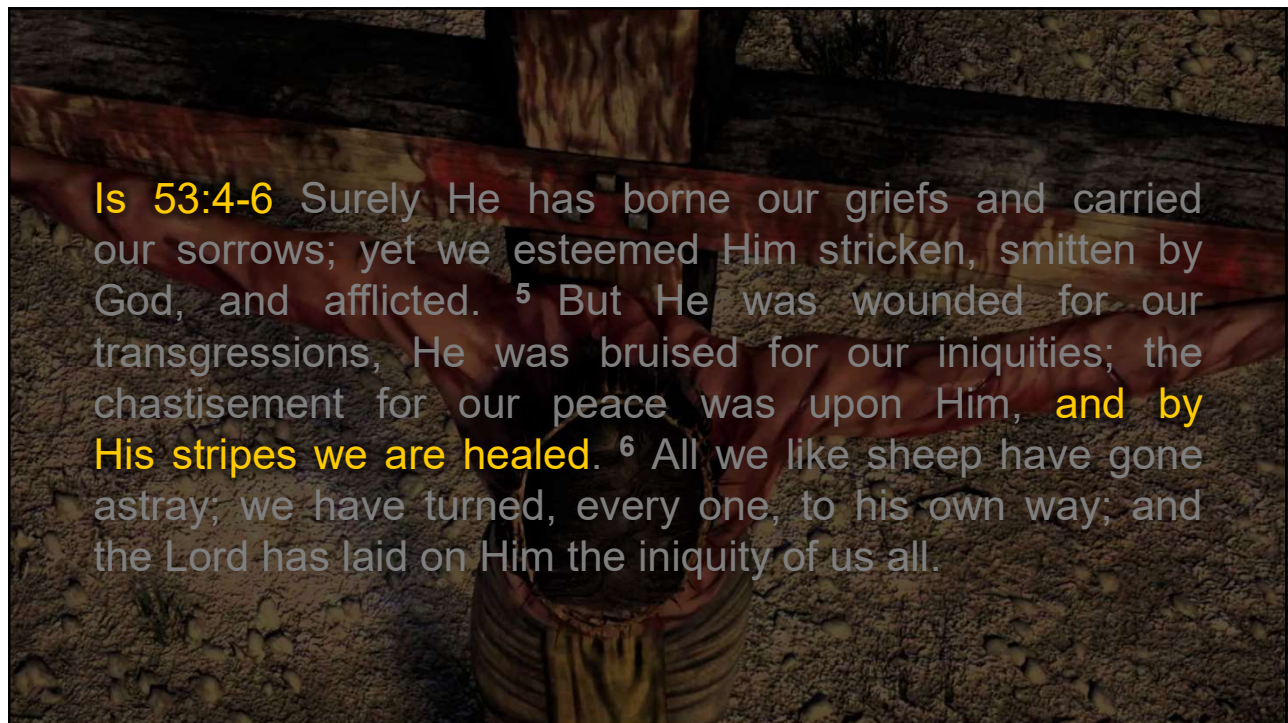 Is 53:4-6 Surely He has borne our griefs and carried
our sorrows; yet we esteemed Him stricken, smitten by
God, and afflicted. 5 But He was wounded for our
transgressions, He was bruised for our iniquities; the
chastisement for our peace was upon Him, and by
His stripes we are healed. 6 All we like sheep have gone
astray; we have turned, every one, to his own way; and
the Lord has laid on Him the iniquity of us all.